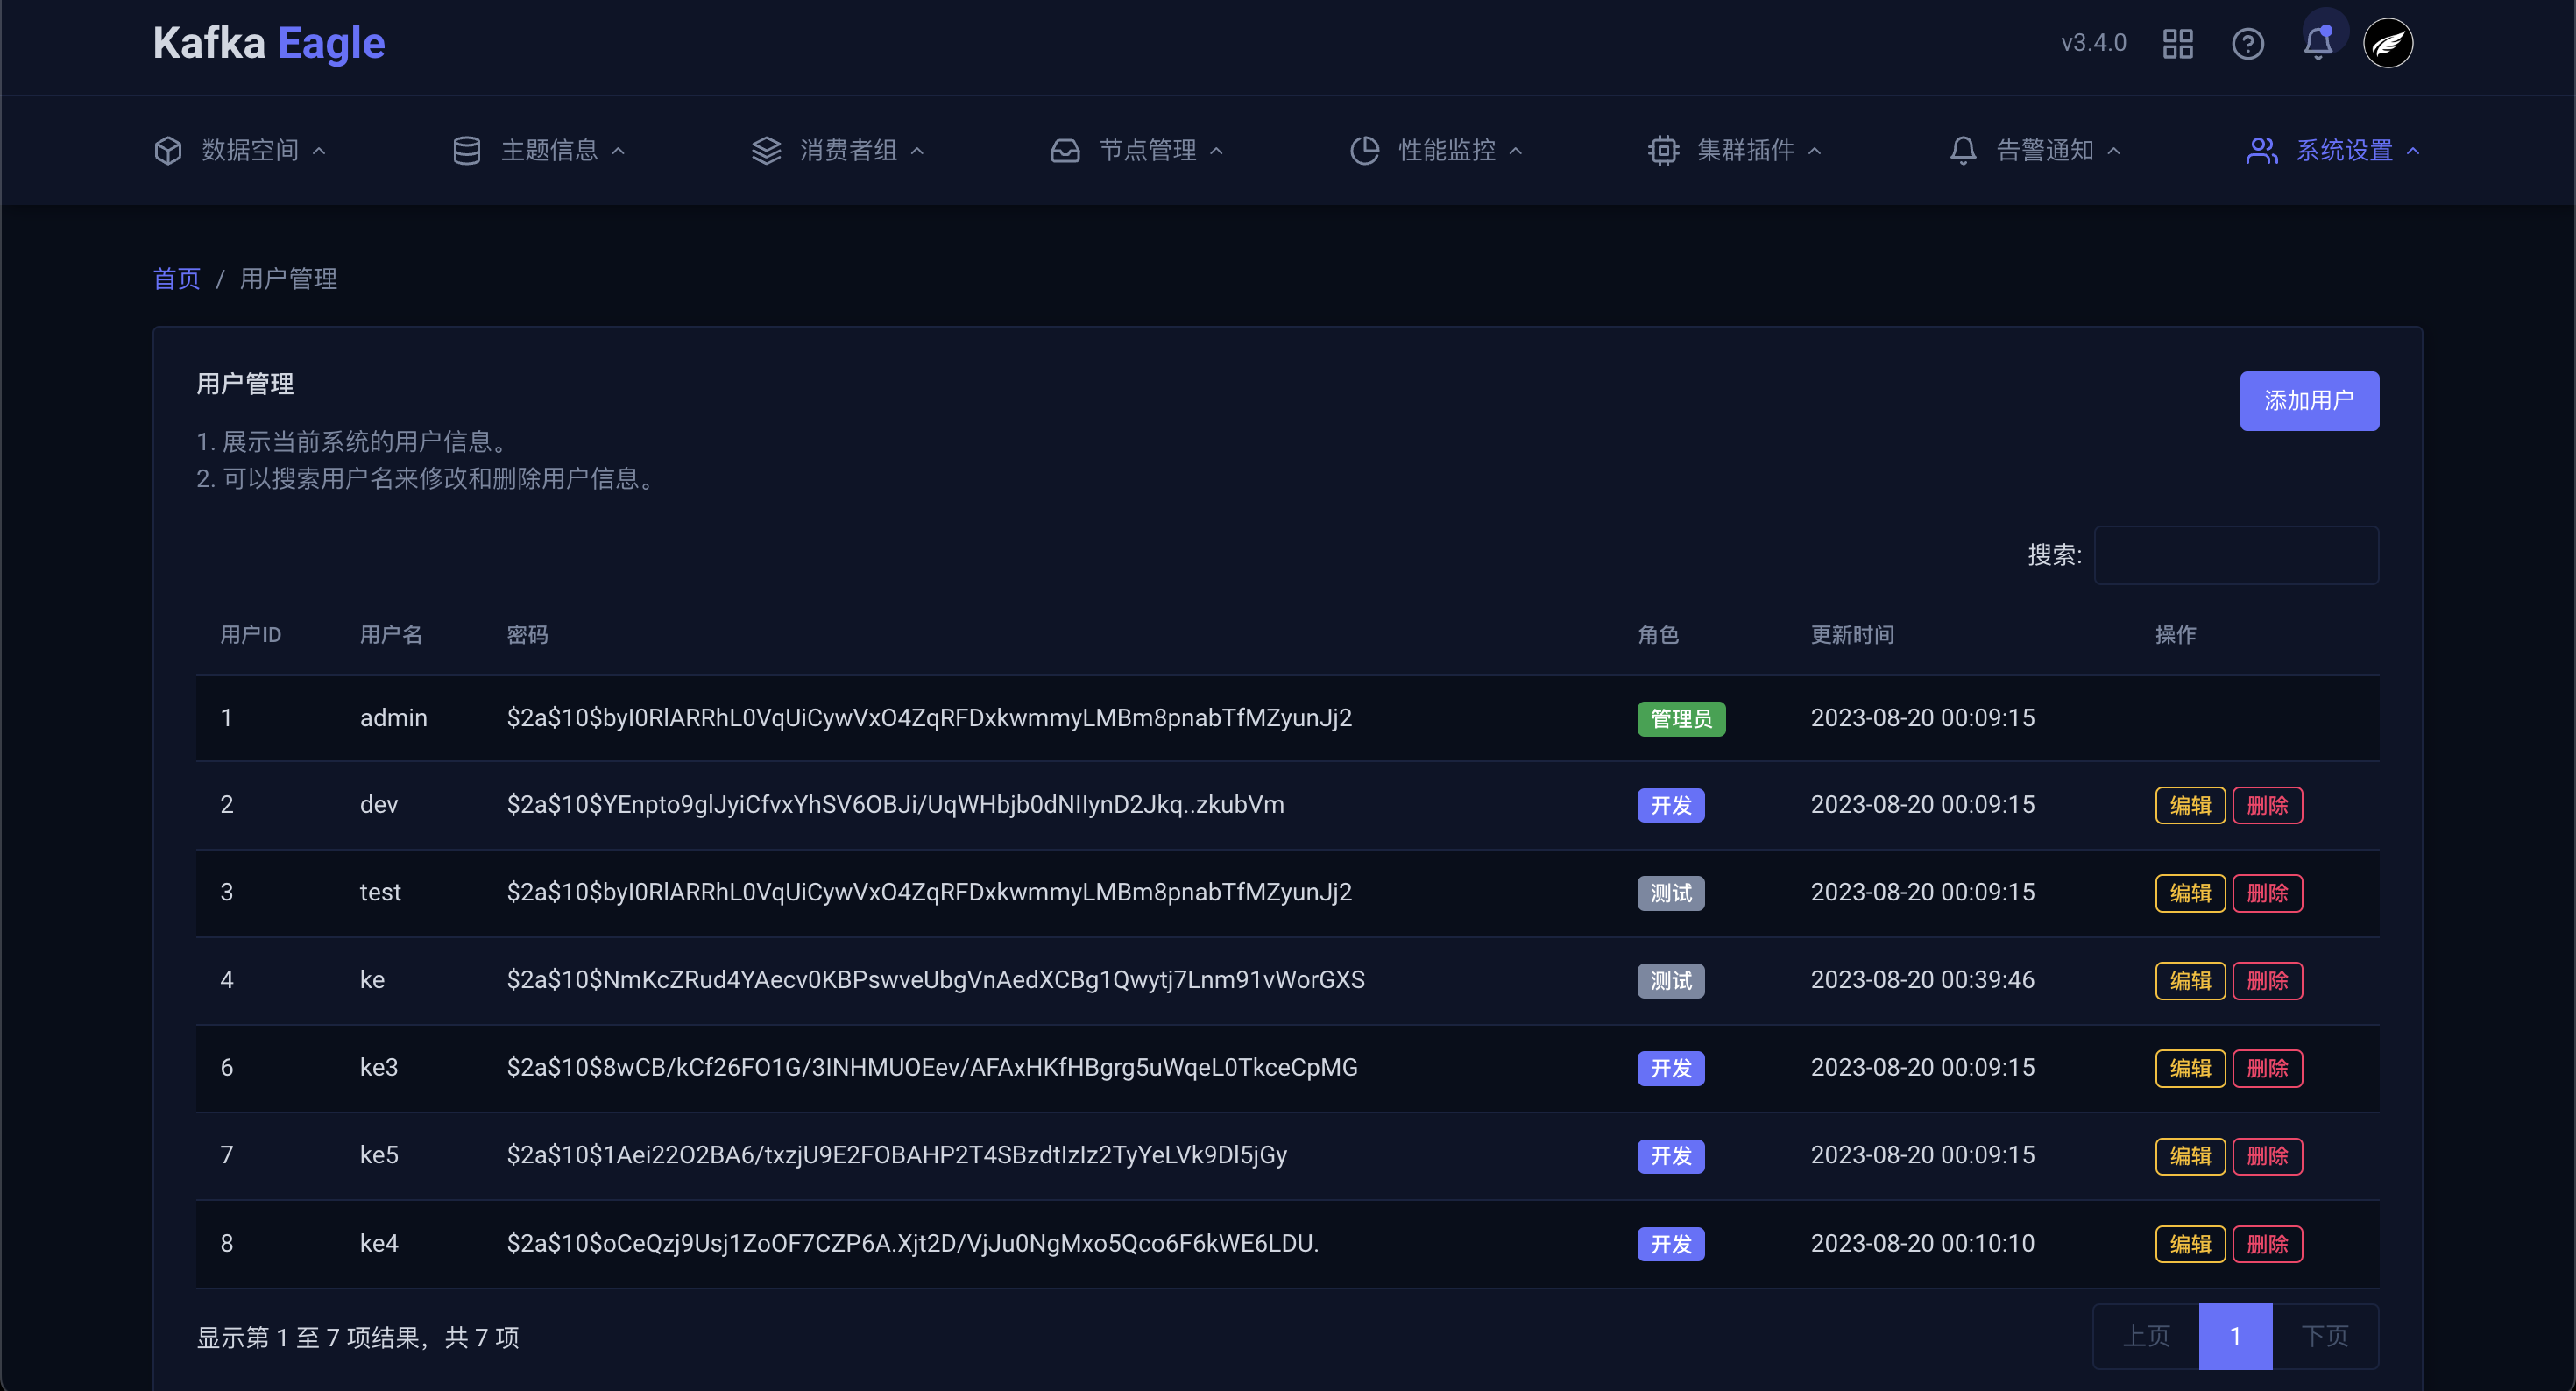 Kafka Eagle
v3.4.0
数据空间 主题信息 消费者组 节点管理 性能监控 集群插件 告警通知 系统设置
首页 / 用户管理
用户管理
添加用户
1. 展示当前系统的用户信息。
2. 可以搜索用户名来修改和删除用户信息。
搜索:
用户ID 用户名 密码 角色 更新时间 操作
1 admin $2a$10$byI0RlARRhL0VqUiCywVxO4ZqRFDxkwmmyLMBm8pnabTfMZyunJj2 管理员 2023-08-20 00:09:15
2 dev $2a$10$YEnpto9glJyiCfvxYhSV6OBJi/UqWHbjb0dNIIynD2Jkq..zkubVm 开发 2023-08-20 00:09:15 编辑 删除
3 test $2a$10$byI0RlARRhL0VqUiCywVxO4ZqRFDxkwmmyLMBm8pnabTfMZyunJj2 测试 2023-08-20 00:09:15 编辑 删除
4 ke $2a$10$NmKcZRud4YAecv0KBPswveUbgVnAedXCBg1Qwytj7Lnm91vWorGXS 测试 2023-08-20 00:39:46 编辑 删除
6 ke3 $2a$10$8wCB/kCf26FO1G/3INHMUOEev/AFAxHKfHBgrg5uWqeL0TkceCpMG 开发 2023-08-20 00:09:15 编辑 删除
7 ke5 $2a$10$1Aei22O2BA6/txzjU9E2FOBAHP2T4SBzdtIzIz2TyYeLVk9Dl5jGy 开发 2023-08-20 00:09:15 编辑 删除
8 ke4 $2a$10$oCeQzj9Usj1ZoOF7CZP6A.Xjt2D/VjJu0NgMxo5Qco6F6kWE6LDU. 开发 2023-08-20 00:10:10 编辑 删除
显示第 1 至 7 项结果，共 7 项
上页 1 下页